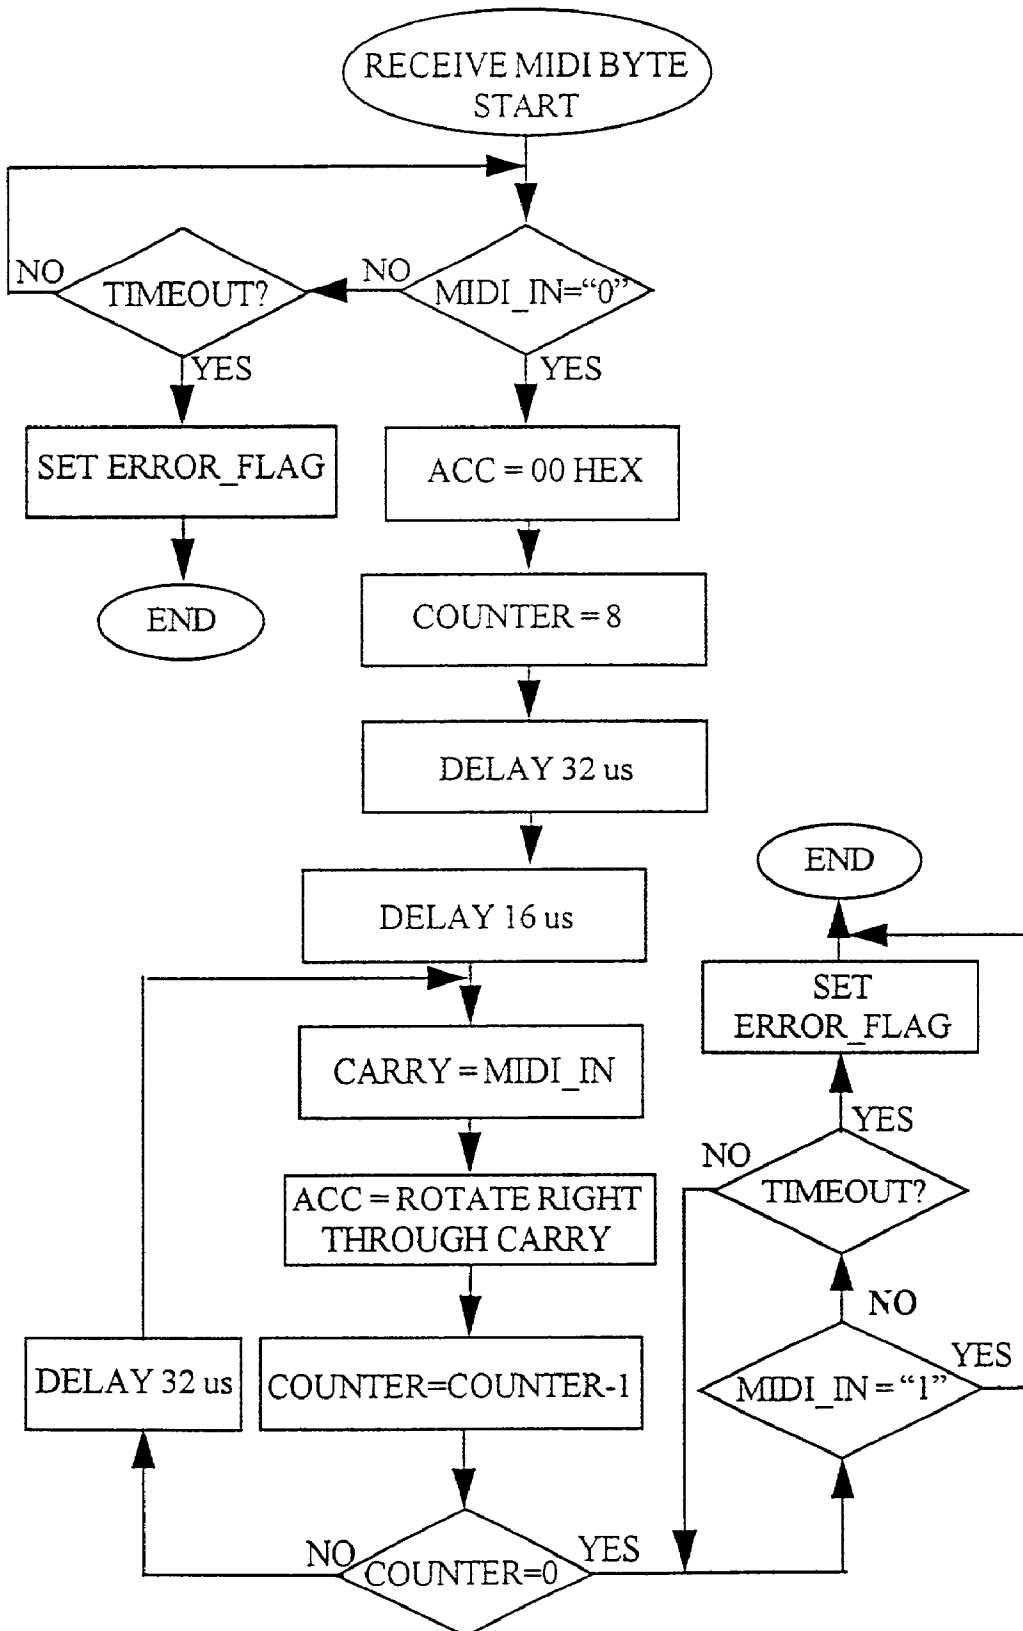 RECEIVE MIDI BYTE
START
NO
TIMEOUT?
NO
MIDI_IN=“0”
YES
YES
SET ERROR_FLAG
ACC = 00 HEX
END
COUNTER = 8
DELAY 32 us
DELAY 16 us
END
CARRY = MIDI_IN
SET
ERROR_FLAG
YES
NO
TIMEOUT?
ACC = ROTATE RIGHT
THROUGH CARRY
NO
YES
DELAY 32 us
COUNTER=COUNTER-1
MIDI_IN = “1”
NO
COUNTER=0
YES